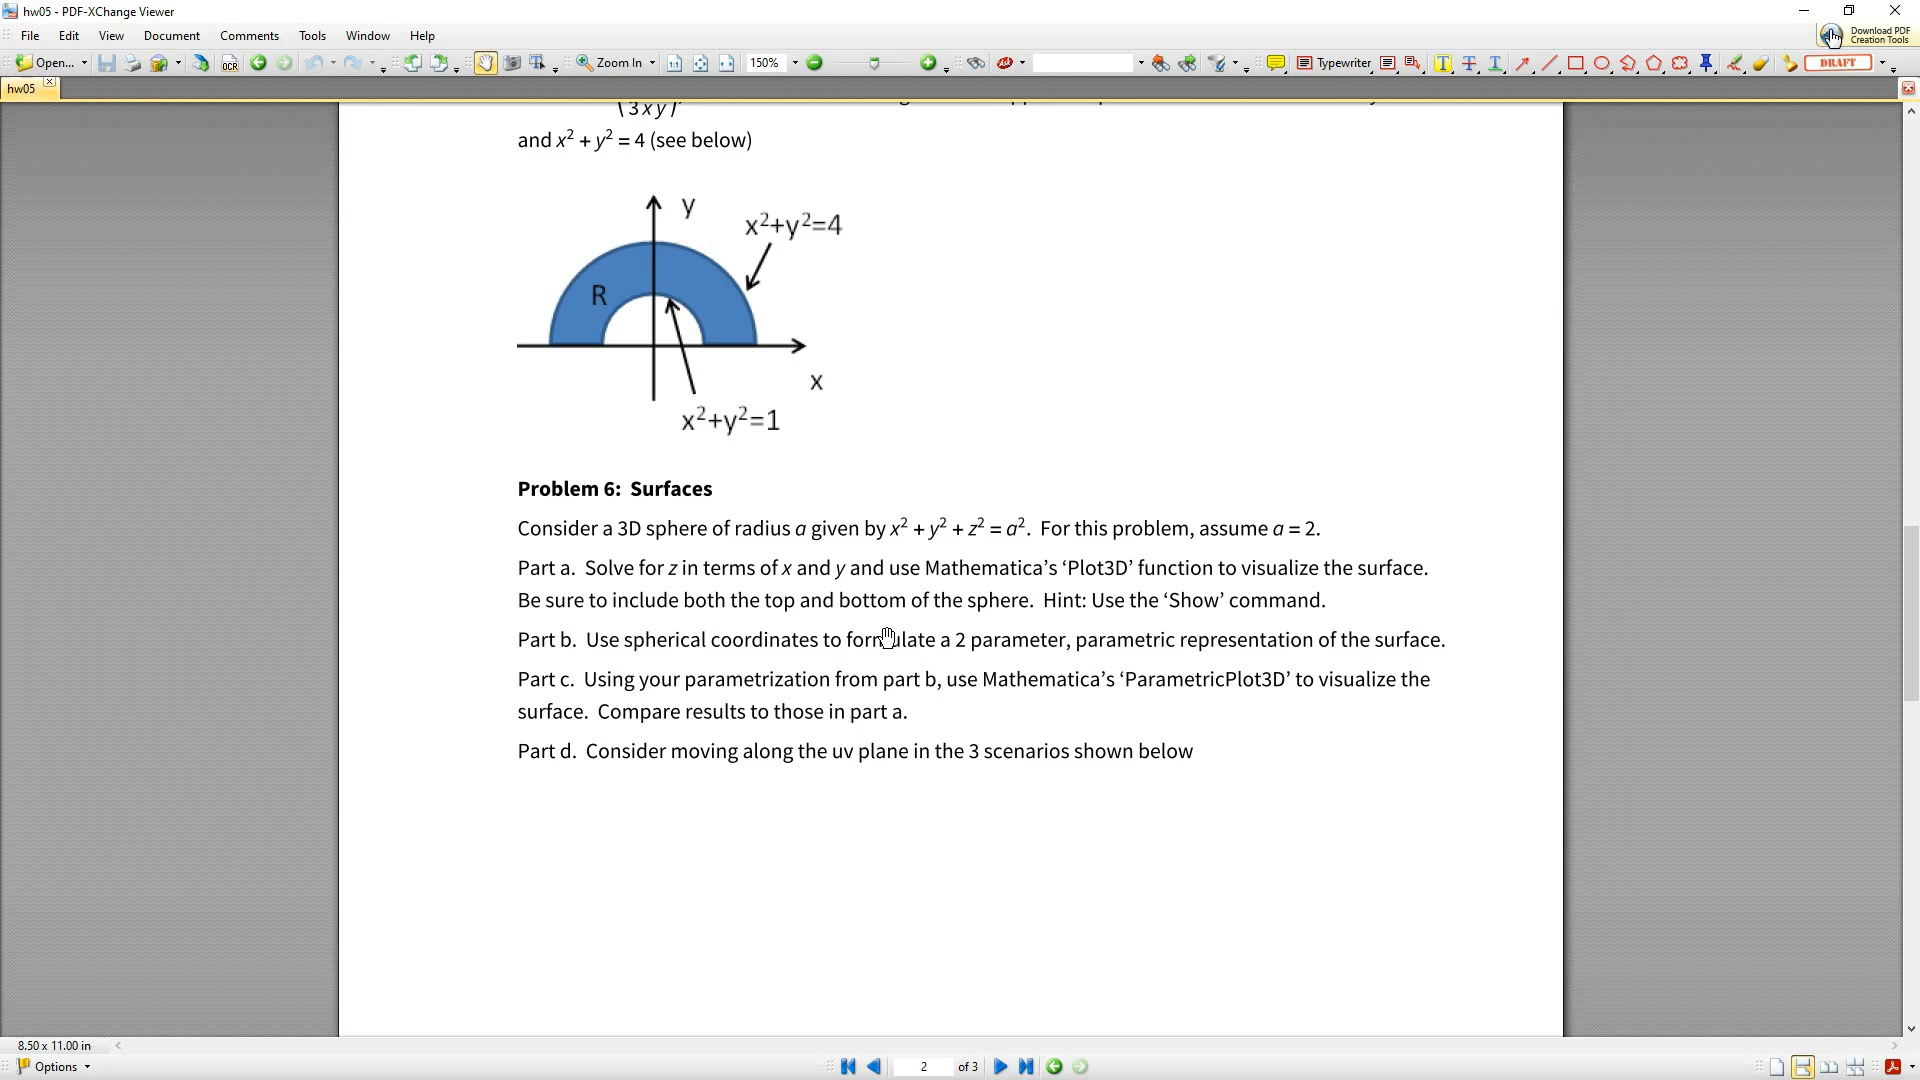 hw05 - PDF-XChange Viewer
File Edit View Document Comments Tools Window Help
Download PDF
Creation Tools
Open... OCR Zoom In 1:1 150% Typewriter DRAFT
hw05
(3 x y)
and x² + y² = 4 (see below)
y
x²+y²=4
R
x
x²+y²=1
Problem 6: Surfaces
Consider a 3D sphere of radius a given by x² + y² + z² = a². For this problem, assume a = 2.
Part a. Solve for z in terms of x and y and use Mathematica’s ‘Plot3D’ function to visualize the surface.
Be sure to include both the top and bottom of the sphere. Hint: Use the ‘Show’ command.
Part b. Use spherical coordinates to formulate a 2 parameter, parametric representation of the surface.
Part c. Using your parametrization from part b, use Mathematica’s ‘ParametricPlot3D’ to visualize the
surface. Compare results to those in part a.
Part d. Consider moving along the uv plane in the 3 scenarios shown below
8.50 x 11.00 in
Options 2 of 3